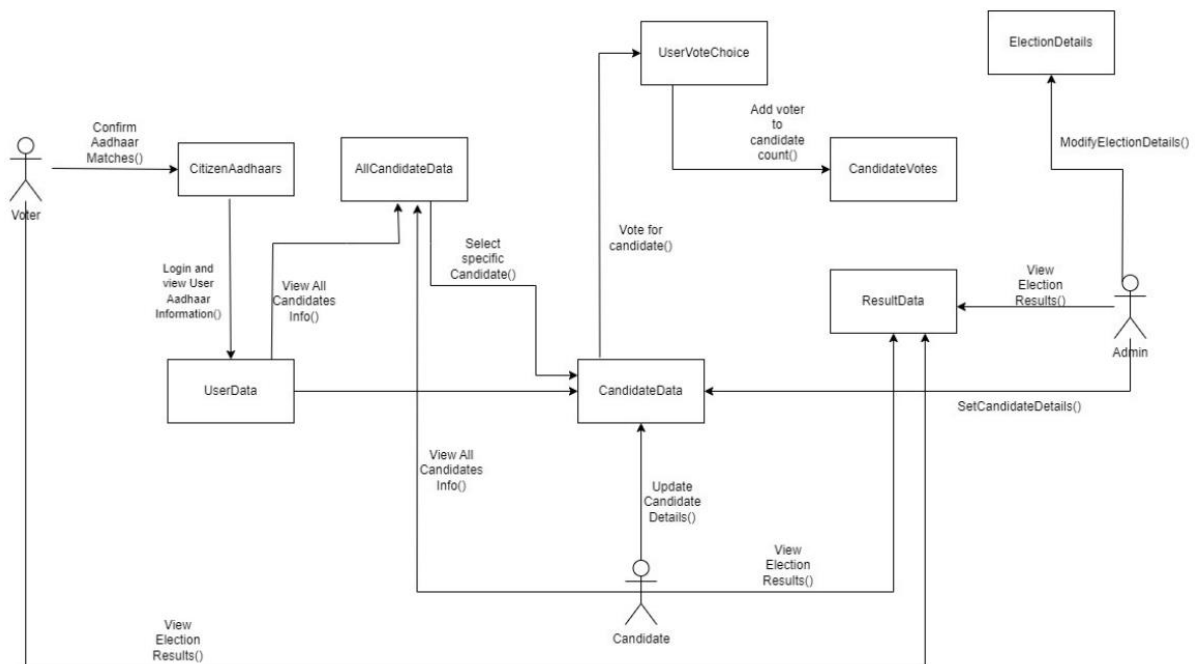 UserVoteChoice
ElectionDetails
Confirm
Aadhaar
Matches()
Add voter
to
candidate
count()
ModifyElectionDetails()
CitizenAadhaars
AllCandidateData
CandidateVotes
Voter
Vote for
candidate()
Select
specific
Candidate()
Login and
view User
Aadhaar
Information()
View All
Candidates
Info()
View
Election
Results()
ResultData
Admin
UserData
CandidateData
SetCandidateDetails()
View All
Candidates
Info()
Update
Candidate
Details()
View
Election
Results()
Candidate
View
Election
Results()